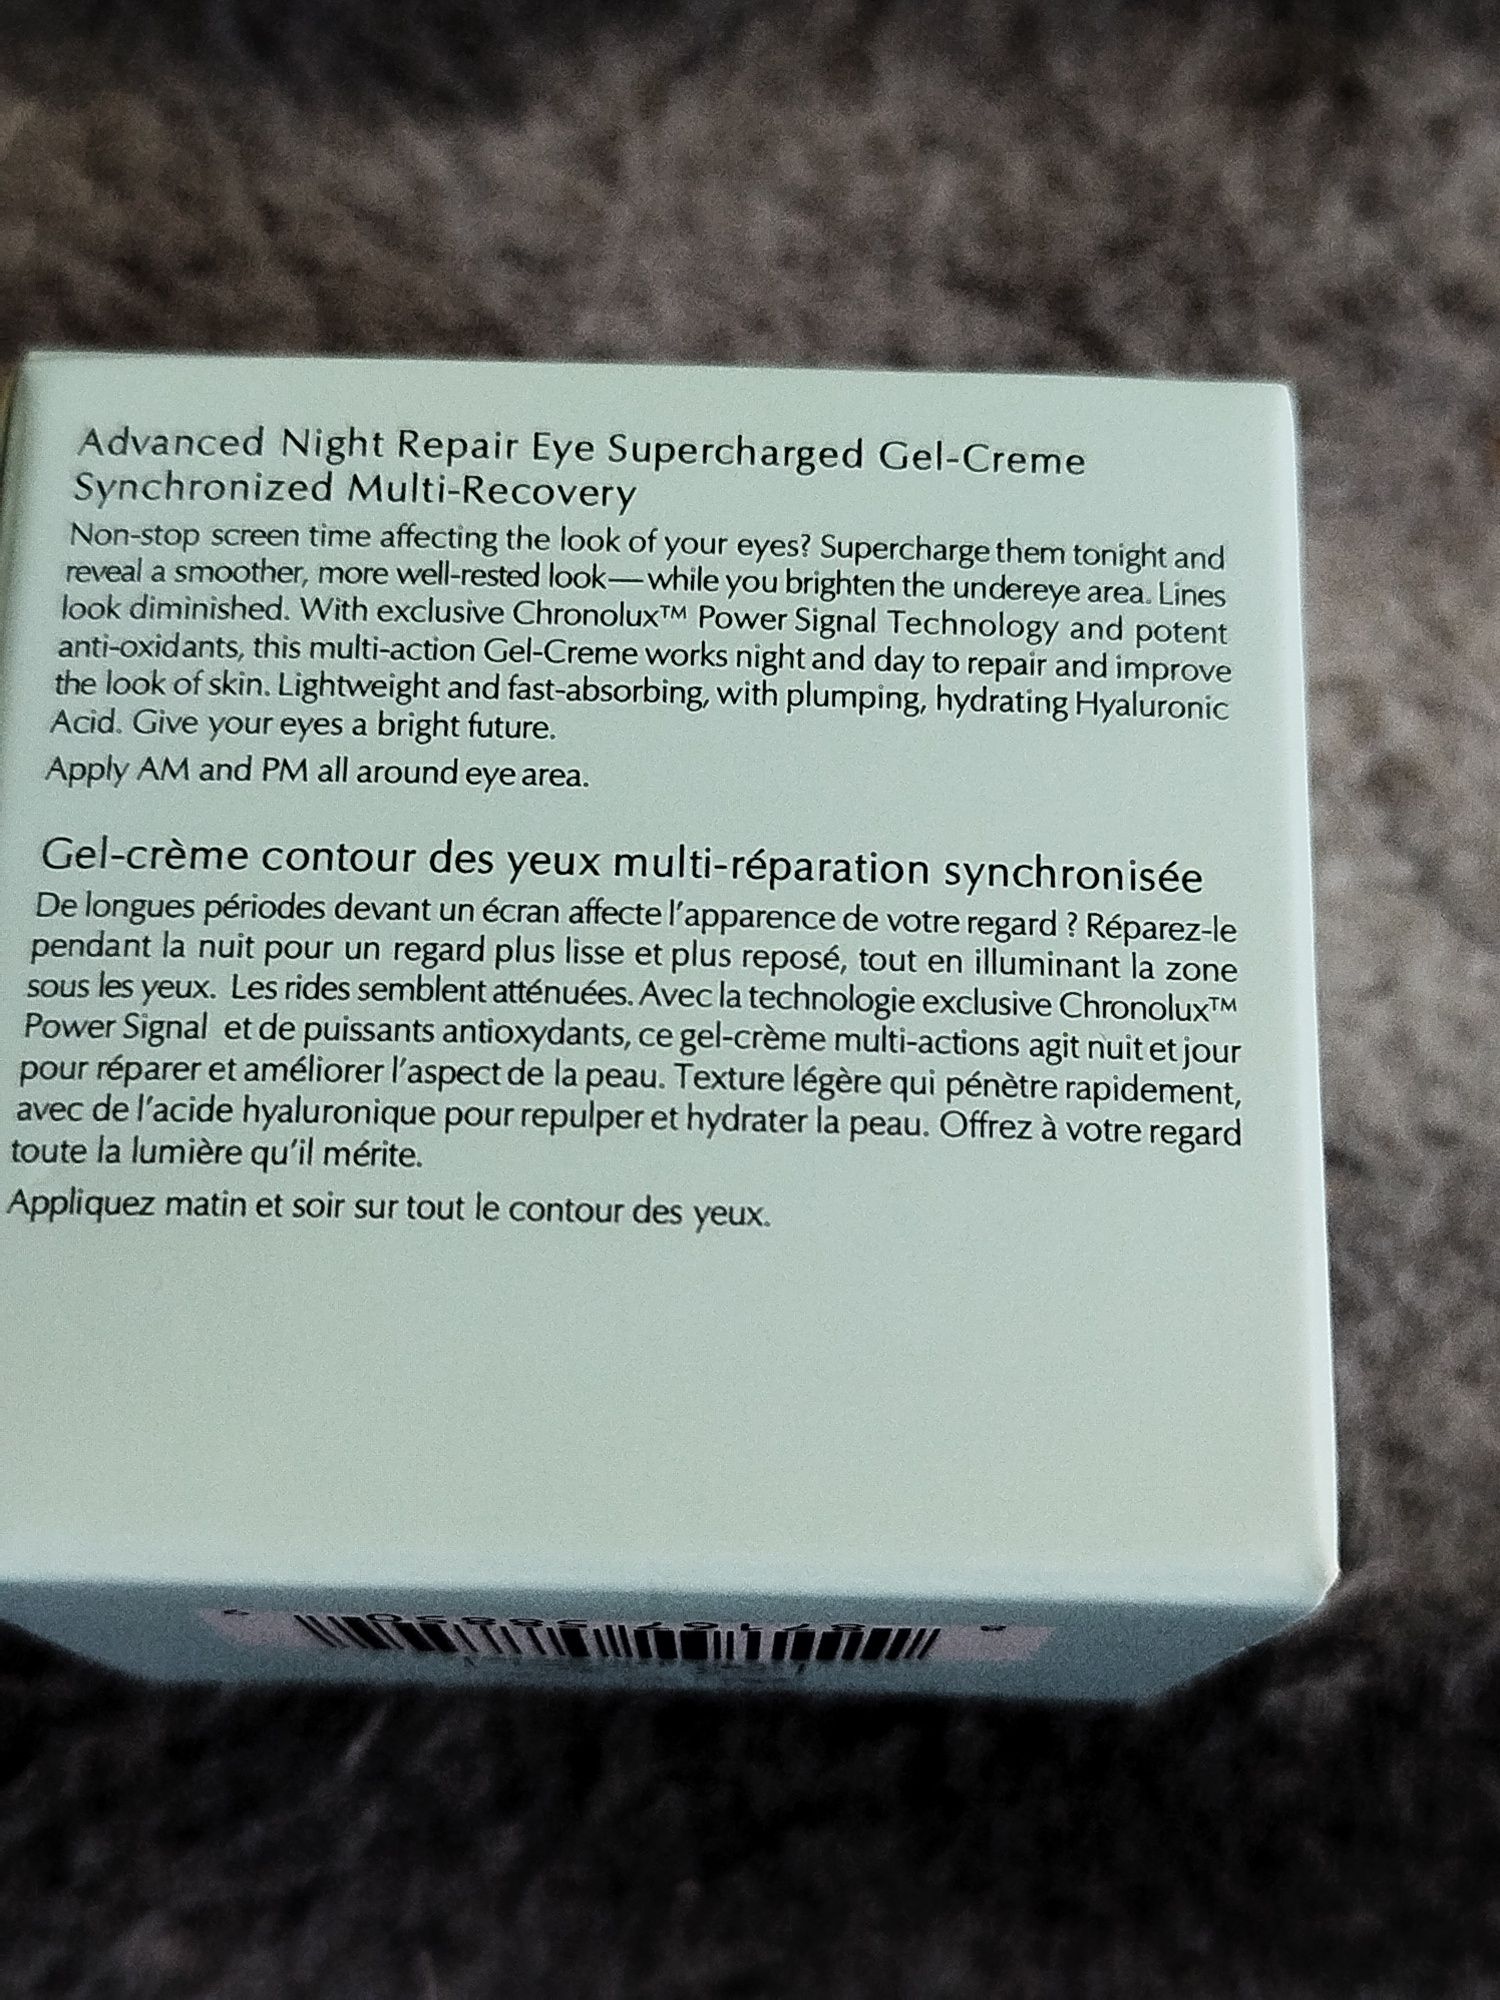 Advanced Night Repair Eye Supercharged Gel-Creme
Synchronized Multi-Recovery
Non-stop screen time affecting the look of your eyes? Supercharge them tonight and
reveal a smoother, more well-rested look—while you brighten the undereye area. Lines
look diminished. With exclusive Chronolux™ Power Signal Technology and potent
anti-oxidants, this multi-action Gel-Creme works night and day to repair and improve
the look of skin. Lightweight and fast-absorbing, with plumping, hydrating Hyaluronic
Acid. Give your eyes a bright future.
Apply AM and PM all around eye area.
Gel-crème contour des yeux multi-réparation synchronisée
De longues périodes devant un écran affecte l'apparence de votre regard ? Réparez-le
pendant la nuit pour un regard plus lisse et plus reposé, tout en illuminant la zone
sous les yeux. Les rides semblent atténuées. Avec la technologie exclusive Chronolux™
Power Signal et de puissants antioxydants, ce gel-crème multi-actions agit nuit et jour
pour réparer et améliorer l'aspect de la peau. Texture légère qui pénètre rapidement,
avec de l'acide hyaluronique pour repulper et hydrater la peau. Offrez à votre regard
toute la lumière qu'il mérite.
Appliquez matin et soir sur tout le contour des yeux.